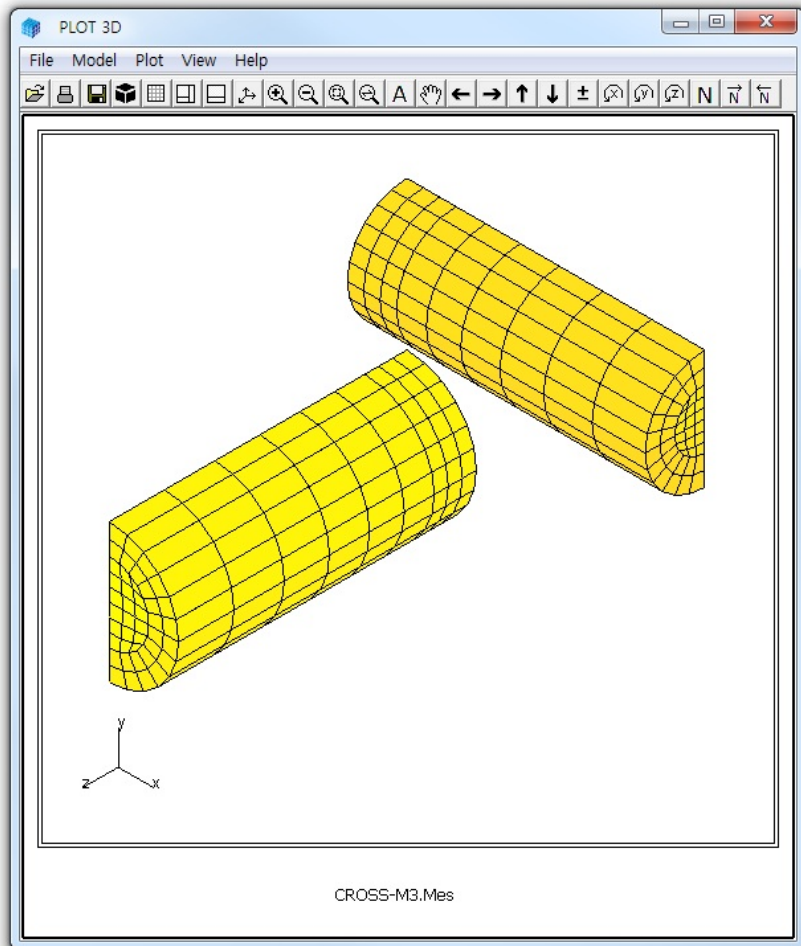 PLOT 3D
File Model Plot View Help
A ± x y z N N N
y
z x
CROSS-M3.Mes